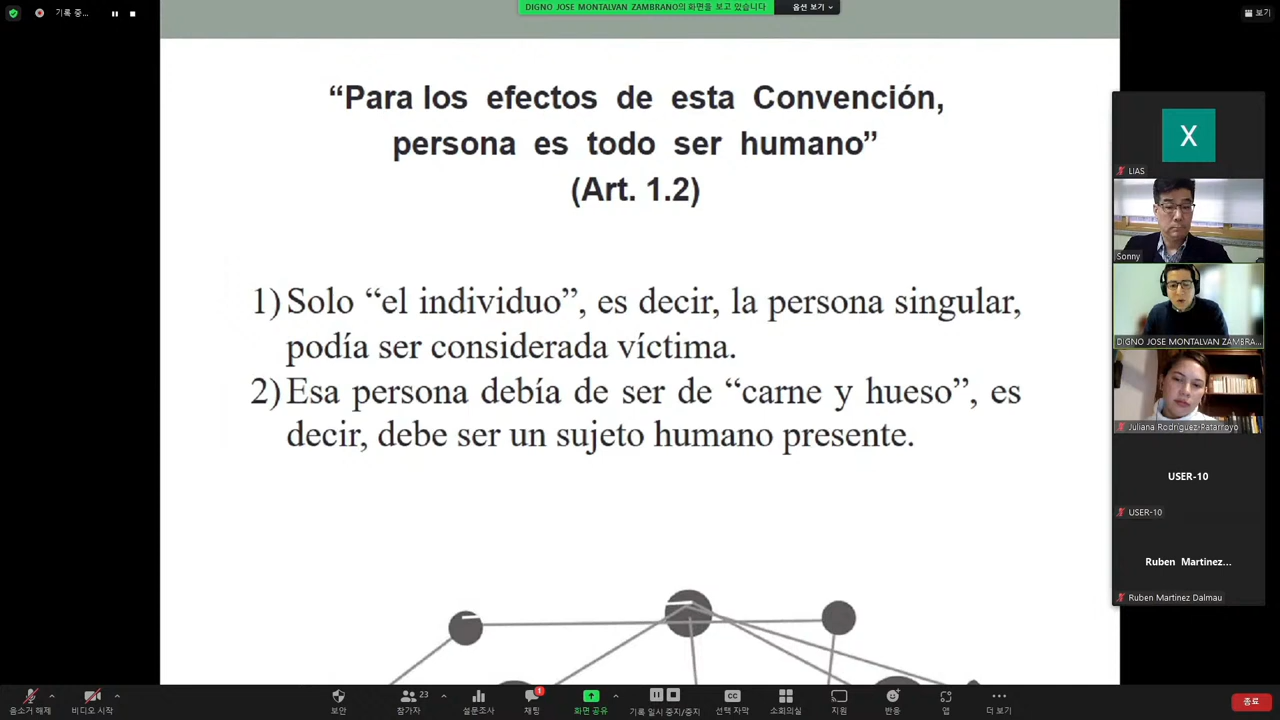 기록 중...
DIGNO JOSE MONTALVAN ZAMBRANO의 화면을 보고 있습니다
옵션 보기
보기
“Para los efectos de esta Convención,
persona es todo ser humano”
(Art. 1.2)
1) Solo “el individuo”, es decir, la persona singular,
podía ser considerada víctima.
2) Esa persona debía de ser de “carne y hueso”, es
decir, debe ser un sujeto humano presente.
X
LIAS
Sonny
DIGNO JOSE MONTALVAN ZAMBRA...
Juliana Rodriguez-Patarroyo
USER-10
USER-10
Ruben Martinez...
Ruben Martinez Dalmau
음소거 해제
비디오 시작
보안
23
참가자
설문조사
1
채팅
화면 공유
기록 일시 중지/중지
CC
선택 자막
소회의실
지원
반응
앱
더 보기
종료